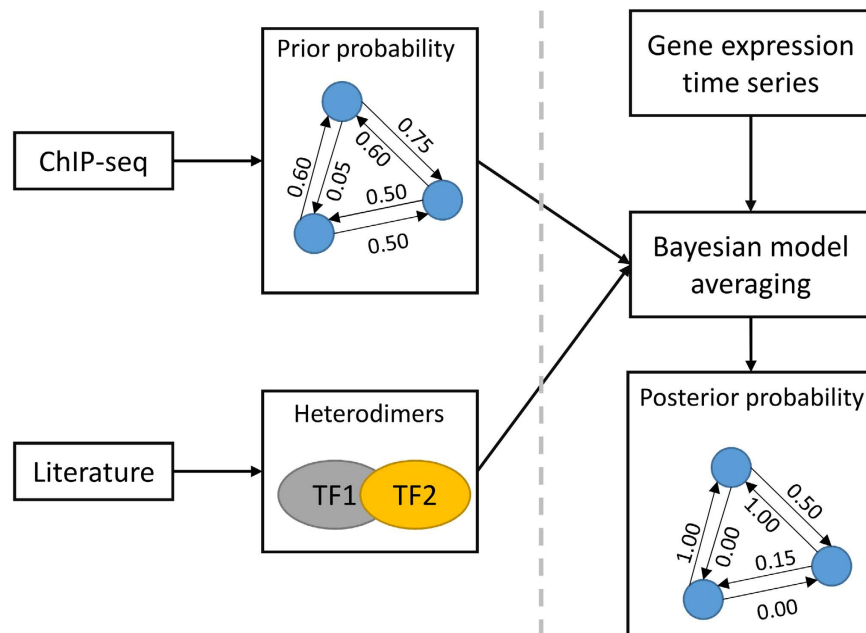 Prior probability
0.75
0.60
0.60
0.05
0.50
0.50
ChIP-seq
Gene expression
time series
Bayesian model
averaging
Literature
Heterodimers
TF1
TF2
Posterior probability
0.50
1.00
1.00
0.00
0.15
0.00